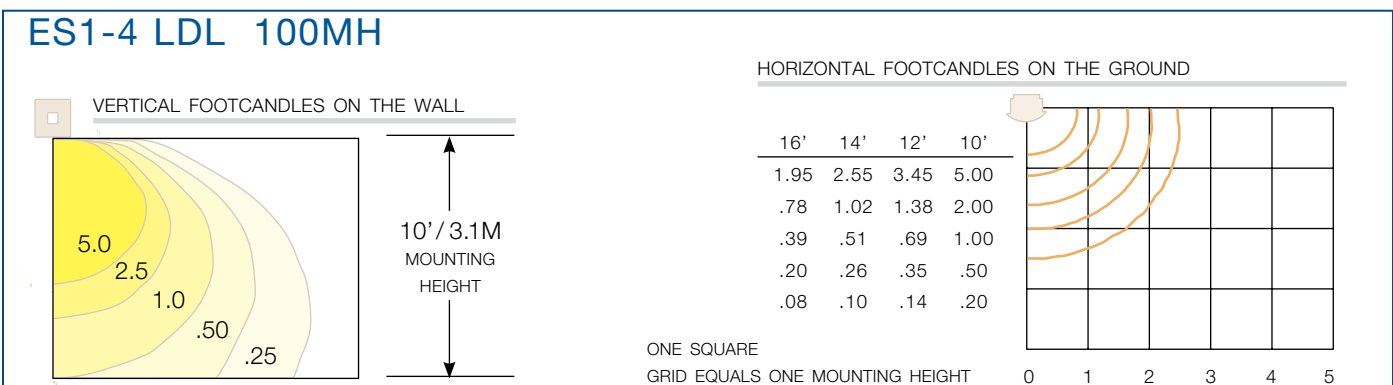 ES1-4 LDL 100MH
VERTICAL FOOTCANDLES ON THE WALL
5.0
2.5
1.0
.50
.25
10'/3.1M
MOUNTING
HEIGHT
HORIZONTAL FOOTCANDLES ON THE GROUND
16' 14' 12' 10'
1.95 2.55 3.45 5.00
.78 1.02 1.38 2.00
.39 .51 .69 1.00
.20 .26 .35 .50
.08 .10 .14 .20
ONE SQUARE
GRID EQUALS ONE MOUNTING HEIGHT
0 1 2 3 4 5